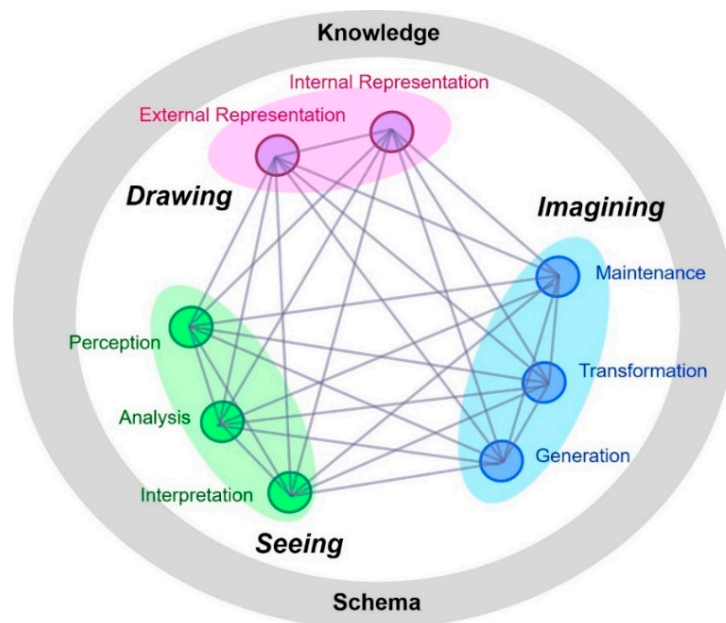 Knowledge
Internal Representation
External Representation
Drawing
Imagining
Maintenance
Perception
Transformation
Analysis
Generation
Interpretation
Seeing
Schema